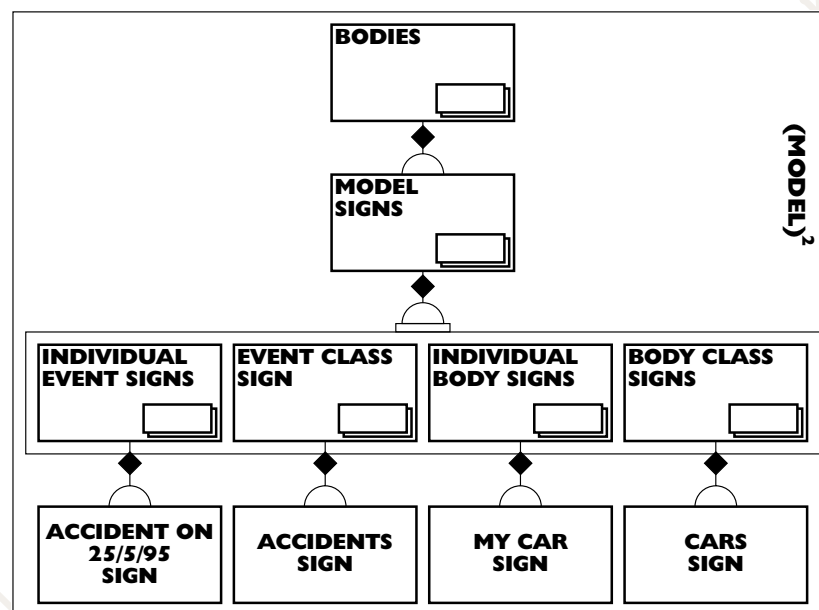 BODIES
(MODEL)²
MODEL
SIGNS
INDIVIDUAL
EVENT SIGNS
EVENT CLASS
SIGN
INDIVIDUAL
BODY SIGNS
BODY CLASS
SIGNS
ACCIDENT ON
25/5/95
SIGN
ACCIDENTS
SIGN
MY CAR
SIGN
CARS
SIGN